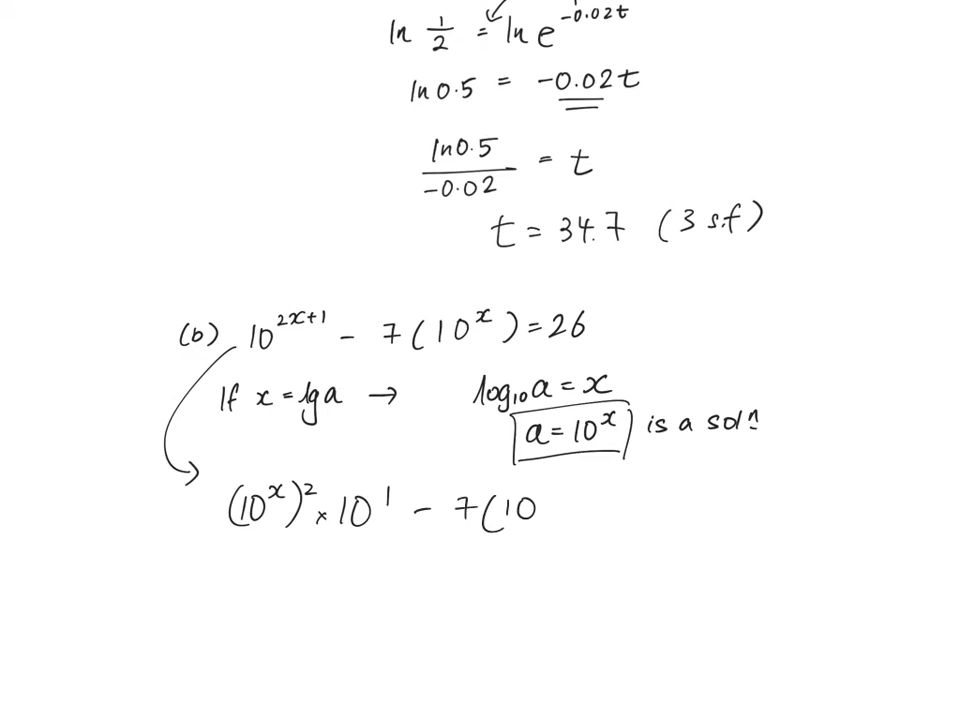 ln 1/2 = ln e^-0.02t
ln 0.5 = -0.02t
ln 0.5 / -0.02 = t
t = 34.7 (3 s.f)
(b) 10^2x+1 - 7(10^x) = 26
If x = lg a → log₁₀ a = x
a = 10^x is a solⁿ
(10^x)^2 × 10^1 - 7(10